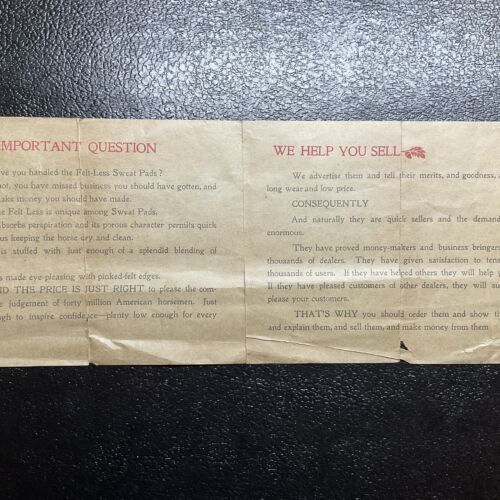 IMPORTANT QUESTION
ve you handled the Felt-Less Sweat Pads?
not, you have missed business you should have gotten, and
make money you should have made.
e Felt Less is unique among Sweat Pads.
bsorbs perspiration and its porous character permits quick
us keeping the horse dry and clean.
is stuffed with just enough of a splendid blending of
s made eye-pleasing with pinked-felt edges.
ND THE PRICE IS JUST RIGHT to please the com-
e judgement of forty million American horsemen. Just
gh to inspire confidence—plenty low enough for every
WE HELP YOU SELL
We advertise them and tell their merits, and goodness, a
long wear and low price.
CONSEQUENTLY
And naturally they are quick sellers and the demand
enormous.
They have proved money-makers and business bringers
thousands of dealers. They have given satisfaction to tens
thousands of users. If they have helped others they will help y
If they have pleased customers of other dealers, they will su
please your customers.
THAT'S WHY you should order them and show th
and explain them, and sell them, and make money from them